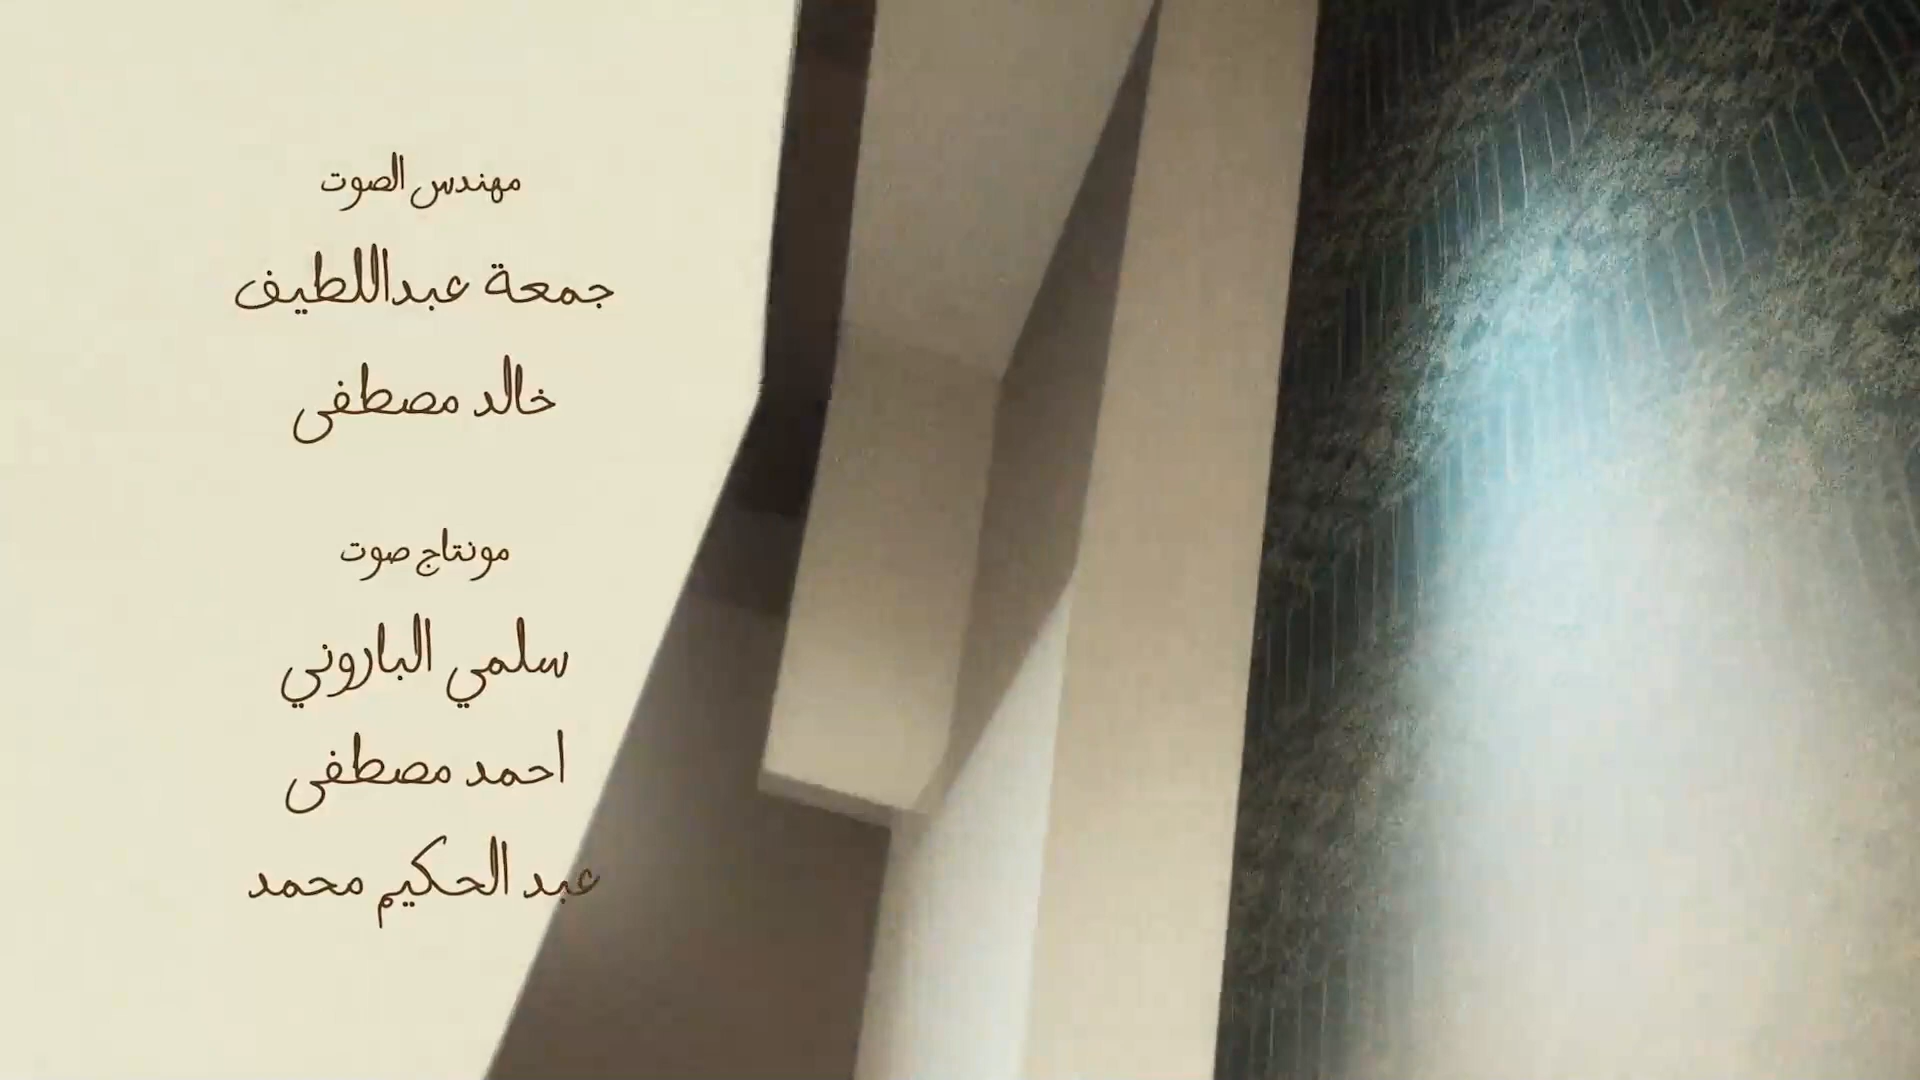 مهندس الصوت
جمعة عبداللطيف
خالد مصطفى
مونتاج صوت
سلمي الباروني
احمد مصطفى
عبد الحكيم محمد